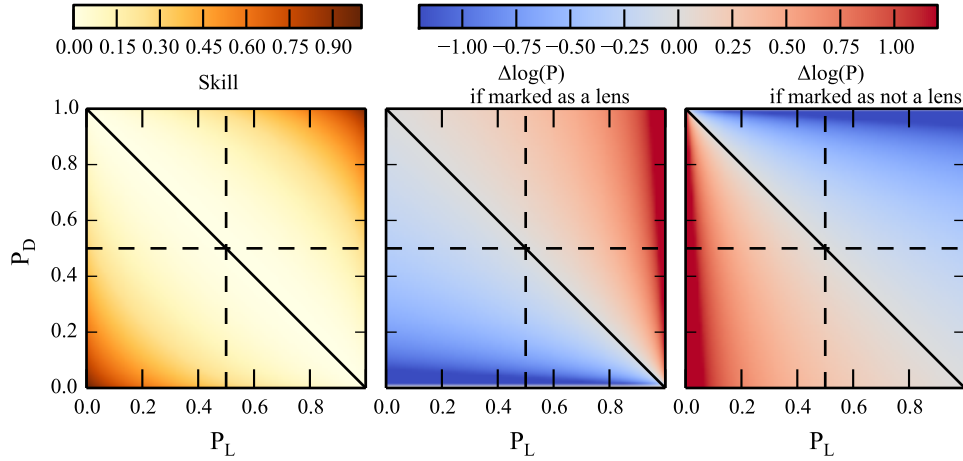 0.00 0.15 0.30 0.45 0.60 0.75 0.90
−1.00 −0.75 −0.50 −0.25 0.00 0.25 0.50 0.75 1.00
Skill
Δlog(P)
if marked as a lens
Δlog(P)
if marked as not a lens
1.0
0.8
0.6
0.4
0.2
0.0
P_D
0.0 0.2 0.4 0.6 0.8
0.0 0.2 0.4 0.6 0.8
0.0 0.2 0.4 0.6 0.8
P_L
P_L
P_L